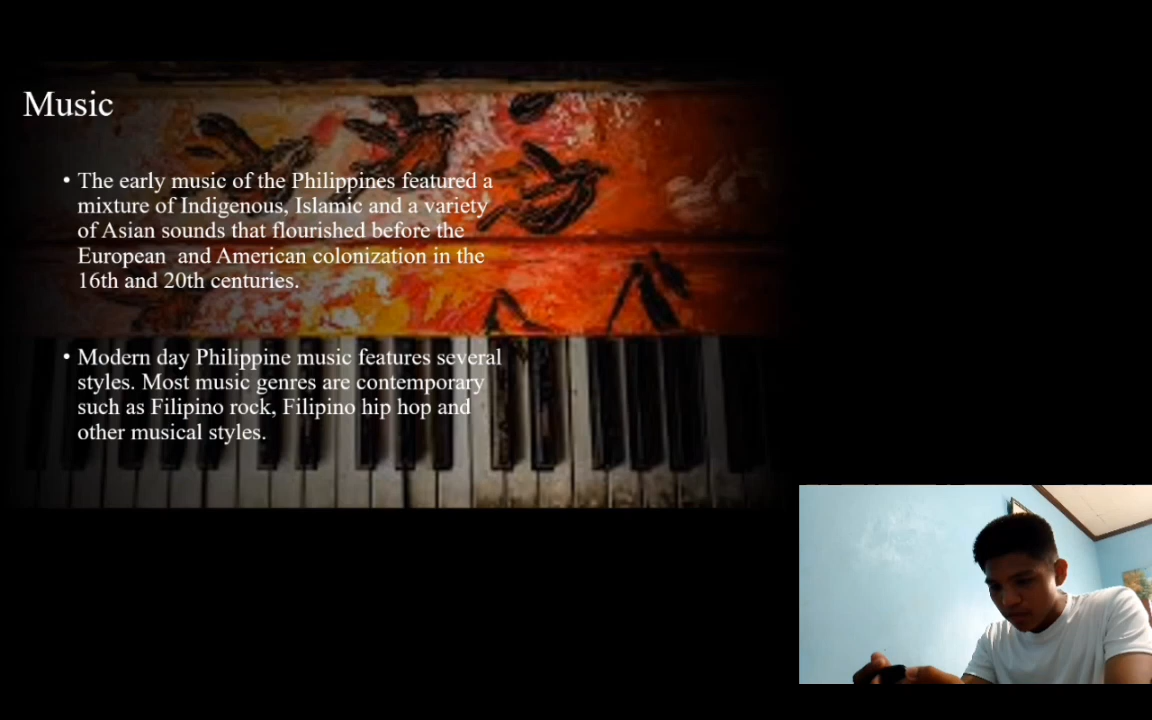 Music
• The early music of the Philippines featured a
mixture of Indigenous, Islamic and a variety
of Asian sounds that flourished before the
European  and American colonization in the
16th and 20th centuries.
• Modern day Philippine music features several
styles. Most music genres are contemporary
such as Filipino rock, Filipino hip hop and
other musical styles.